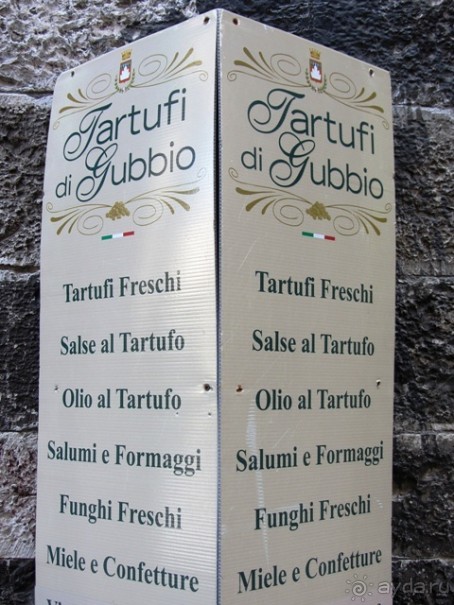 Tartufi
di Gubbio
Tartufi Freschi
Salse al Tartufo
Olio al Tartufo
Salumi e Formaggi
Funghi Freschi
Miele e Confetture
Tartufi
di Gubbio
Tartufi Freschi
Salse al Tartufo
Olio al Tartufo
Salumi e Formaggi
Funghi Freschi
Miele e Confetture
ayda.ru